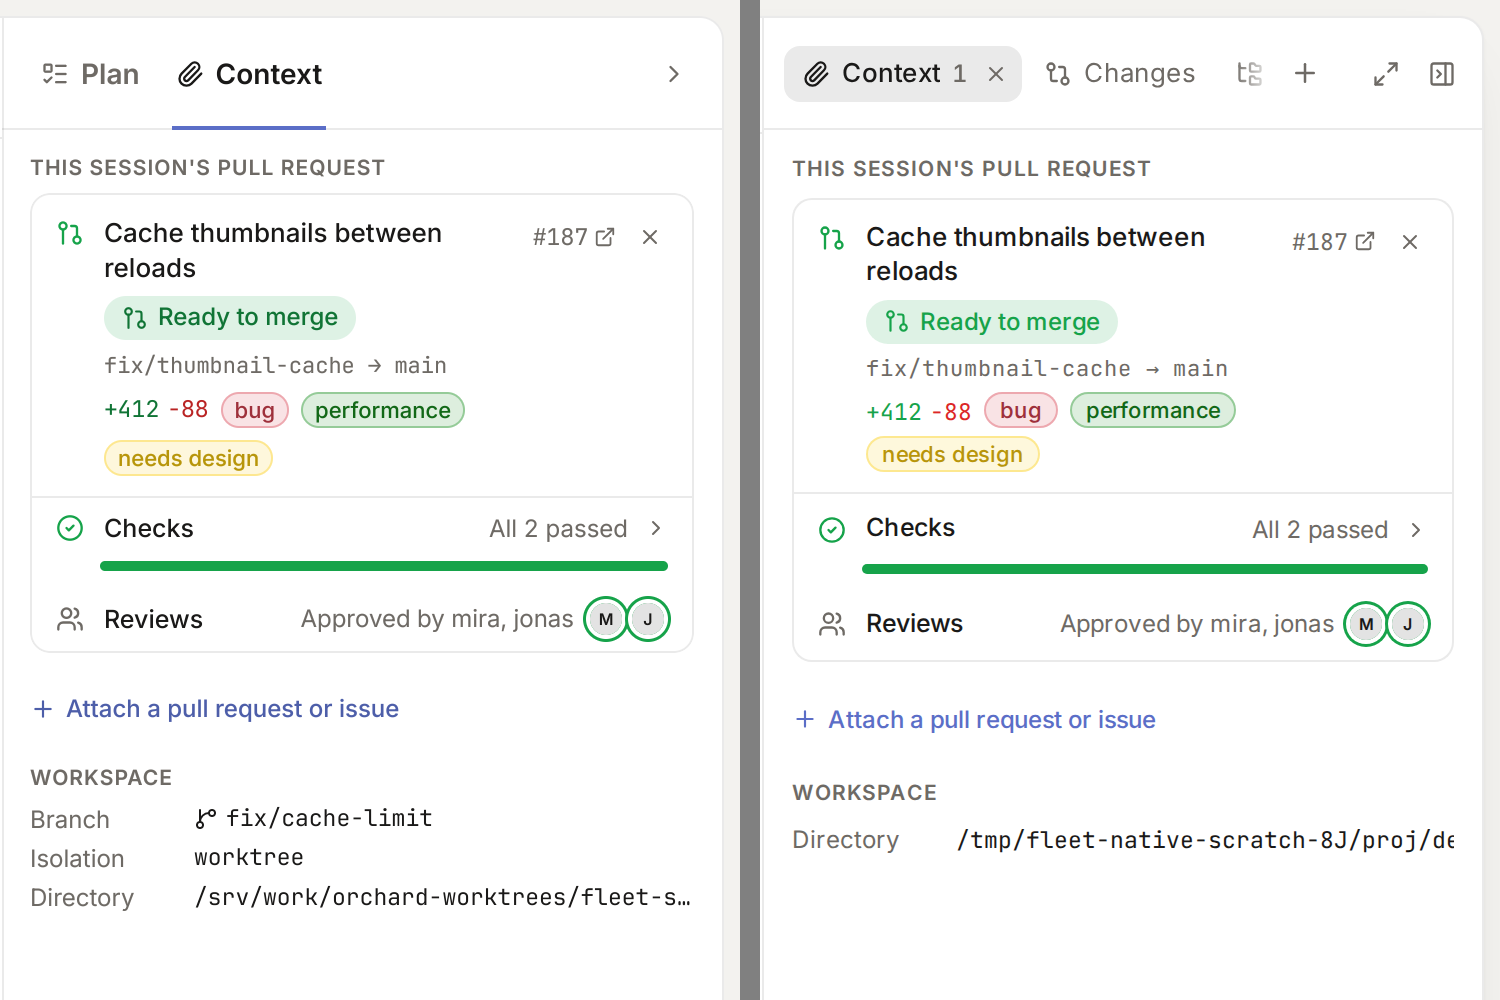 Plan Context
THIS SESSION'S PULL REQUEST
Cache thumbnails between
reloads
#187
Ready to merge
fix/thumbnail-cache → main
+412 -88 bug performance
needs design
Checks All 2 passed
Reviews Approved by mira, jonas M J
+ Attach a pull request or issue
WORKSPACE
Branch fix/cache-limit
Isolation worktree
Directory /srv/work/orchard-worktrees/fleet-s…
Context 1 Changes
THIS SESSION'S PULL REQUEST
Cache thumbnails between
reloads
#187
Ready to merge
fix/thumbnail-cache → main
+412 -88 bug performance
needs design
Checks All 2 passed
Reviews Approved by mira, jonas M J
+ Attach a pull request or issue
WORKSPACE
Directory /tmp/fleet-native-scratch-8J/proj/de